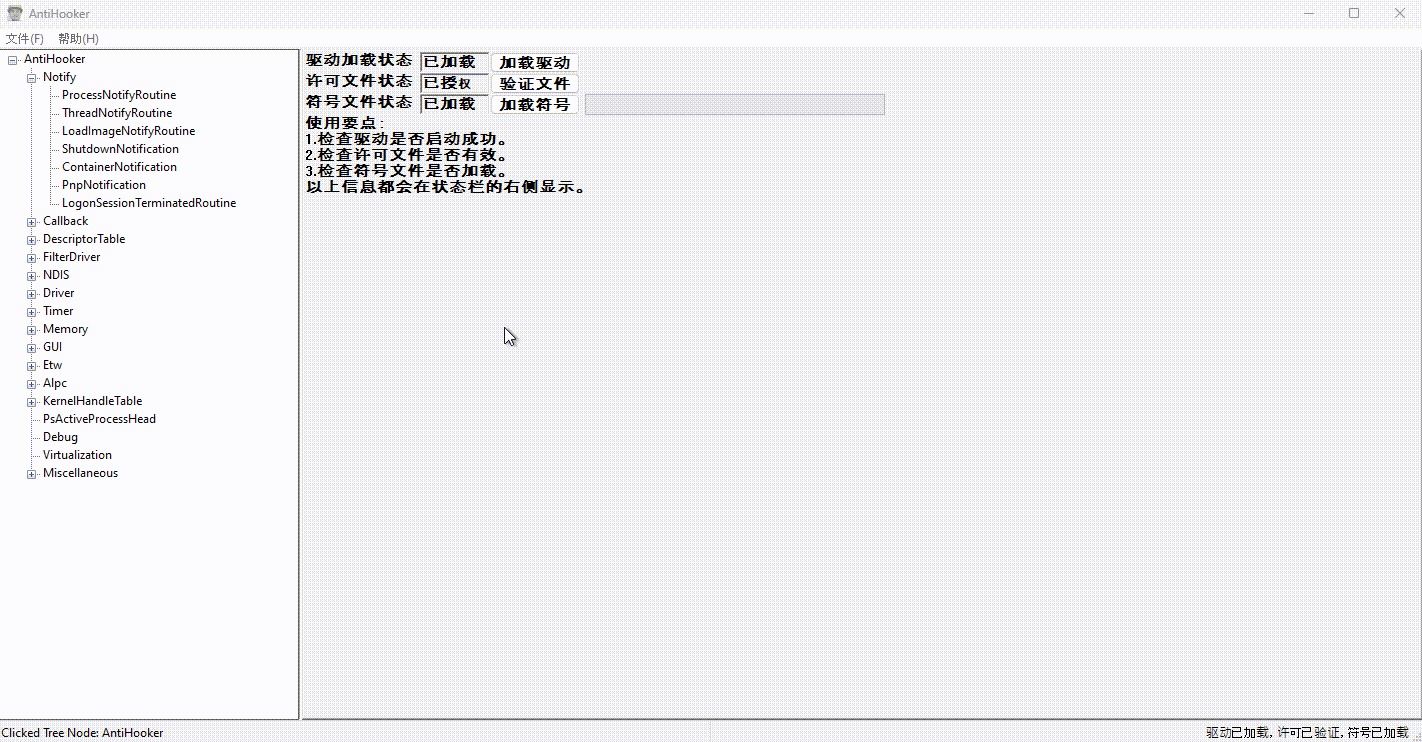 AntiHooker
文件(F) 帮助(H)
AntiHooker
Notify
ProcessNotifyRoutine
ThreadNotifyRoutine
LoadImageNotifyRoutine
ShutdownNotification
ContainerNotification
PnpNotification
LogonSessionTerminatedRoutine
Callback
DescriptorTable
FilterDriver
NDIS
Driver
Timer
Memory
GUI
Etw
Alpc
KernelHandleTable
PsActiveProcessHead
Debug
Virtualization
Miscellaneous
驱动加载状态 已加载 加载驱动
许可文件状态 已授权 验证文件
符号文件状态 已加载 加载符号
使用要点:
1.检查驱动是否启动成功。
2.检查许可文件是否有效。
3.检查符号文件是否加载。
以上信息都会在状态栏的右侧显示。
Clicked Tree Node: AntiHooker
驱动已加载, 许可已验证, 符号已加载